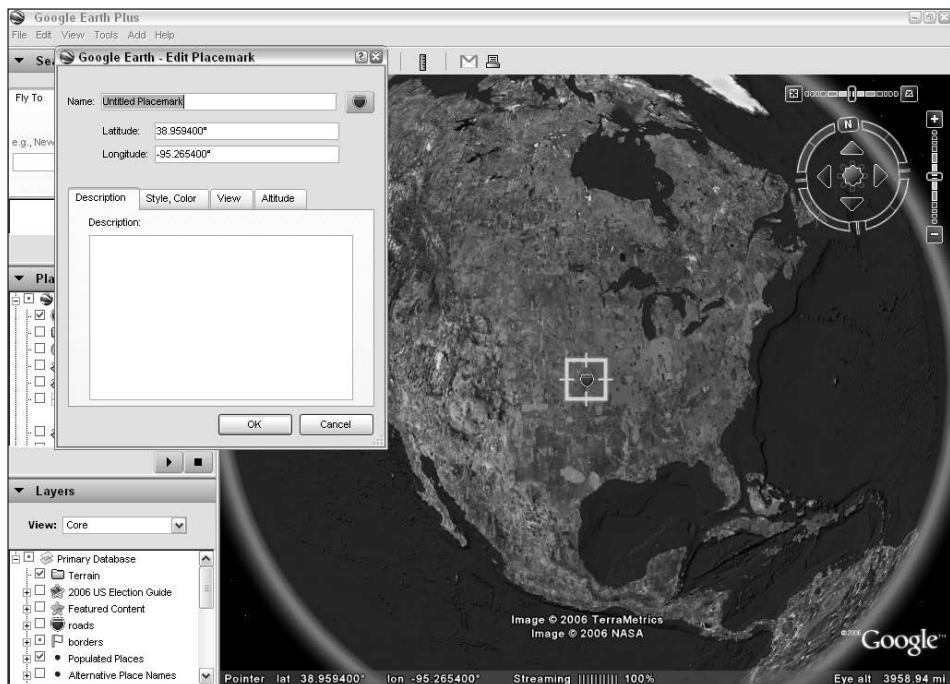 Google Earth Plus
File Edit View Tools Add Help
Google Earth - Edit Placemark
Fly To
e.g., New
Name: Untitled Placemark
Latitude: 38.959400°
Longitude: -95.265400°
Description Style, Color View Altitude
Description:
OK Cancel
N
Layers
View: Core
Primary Database
Terrain
2006 US Election Guide
Featured Content
roads
borders
Populated Places
Alternative Place Names
Image © 2006 TerraMetrics
Image © 2006 NASA
©2006 Google™
Pointer lat 38.959400° lon -95.265400° Streaming |||||||||| 100% Eye alt 3958.94 mi